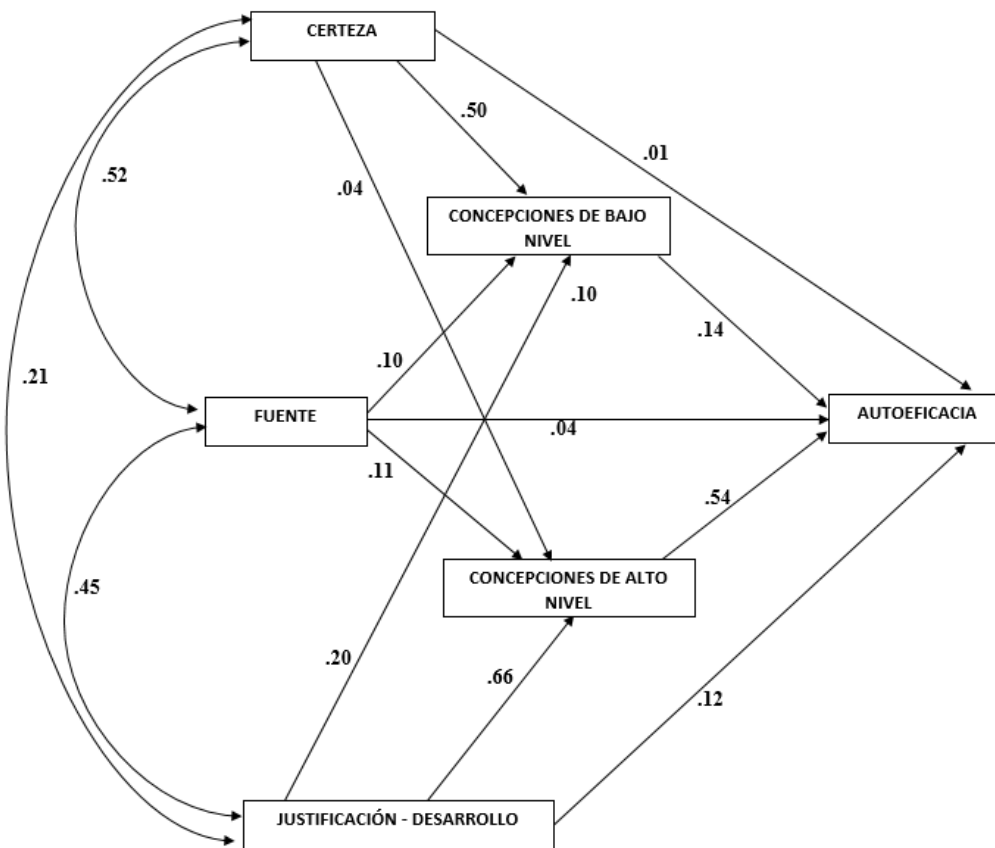 CERTEZA
.50
.01
.52
.04
CONCEPCIONES DE BAJO
NIVEL
.10
.14
.10
.21
FUENTE
AUTOEFICACIA
.04
.11
.54
CONCEPCIONES DE ALTO
NIVEL
.45
.20
.66
.12
JUSTIFICACIÓN - DESARROLLO